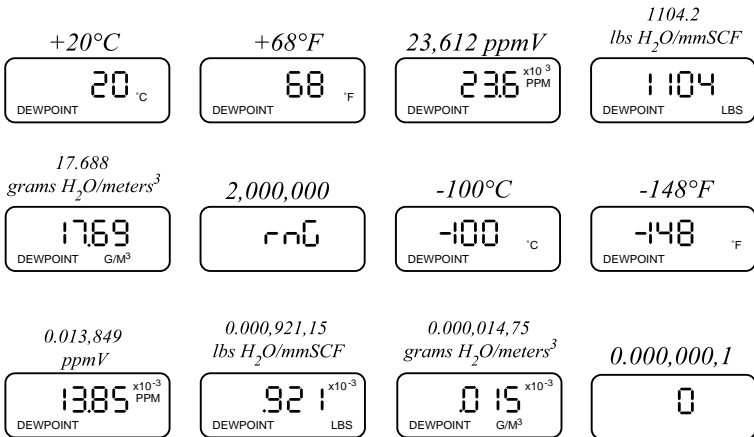 +20°C
20 °C
DEWPOINT
+68°F
68 °F
DEWPOINT
23,612 ppmV
23.6 x10 3
PPM
DEWPOINT
1104.2
lbs H2O/mmSCF
1104
DEWPOINT LBS
17.688
grams H2O/meters3
17.69
DEWPOINT G/M3
2,000,000
rnG
-100°C
-100 °C
DEWPOINT
-148°F
-148 °F
DEWPOINT
0.013,849
ppmV
13.85 x10-3
PPM
DEWPOINT
0.000,921,15
lbs H2O/mmSCF
.921 x10-3
DEWPOINT LBS
0.000,014,75
grams H2O/meters3
.015 x10-3
DEWPOINT G/M3
0.000,000,1
0